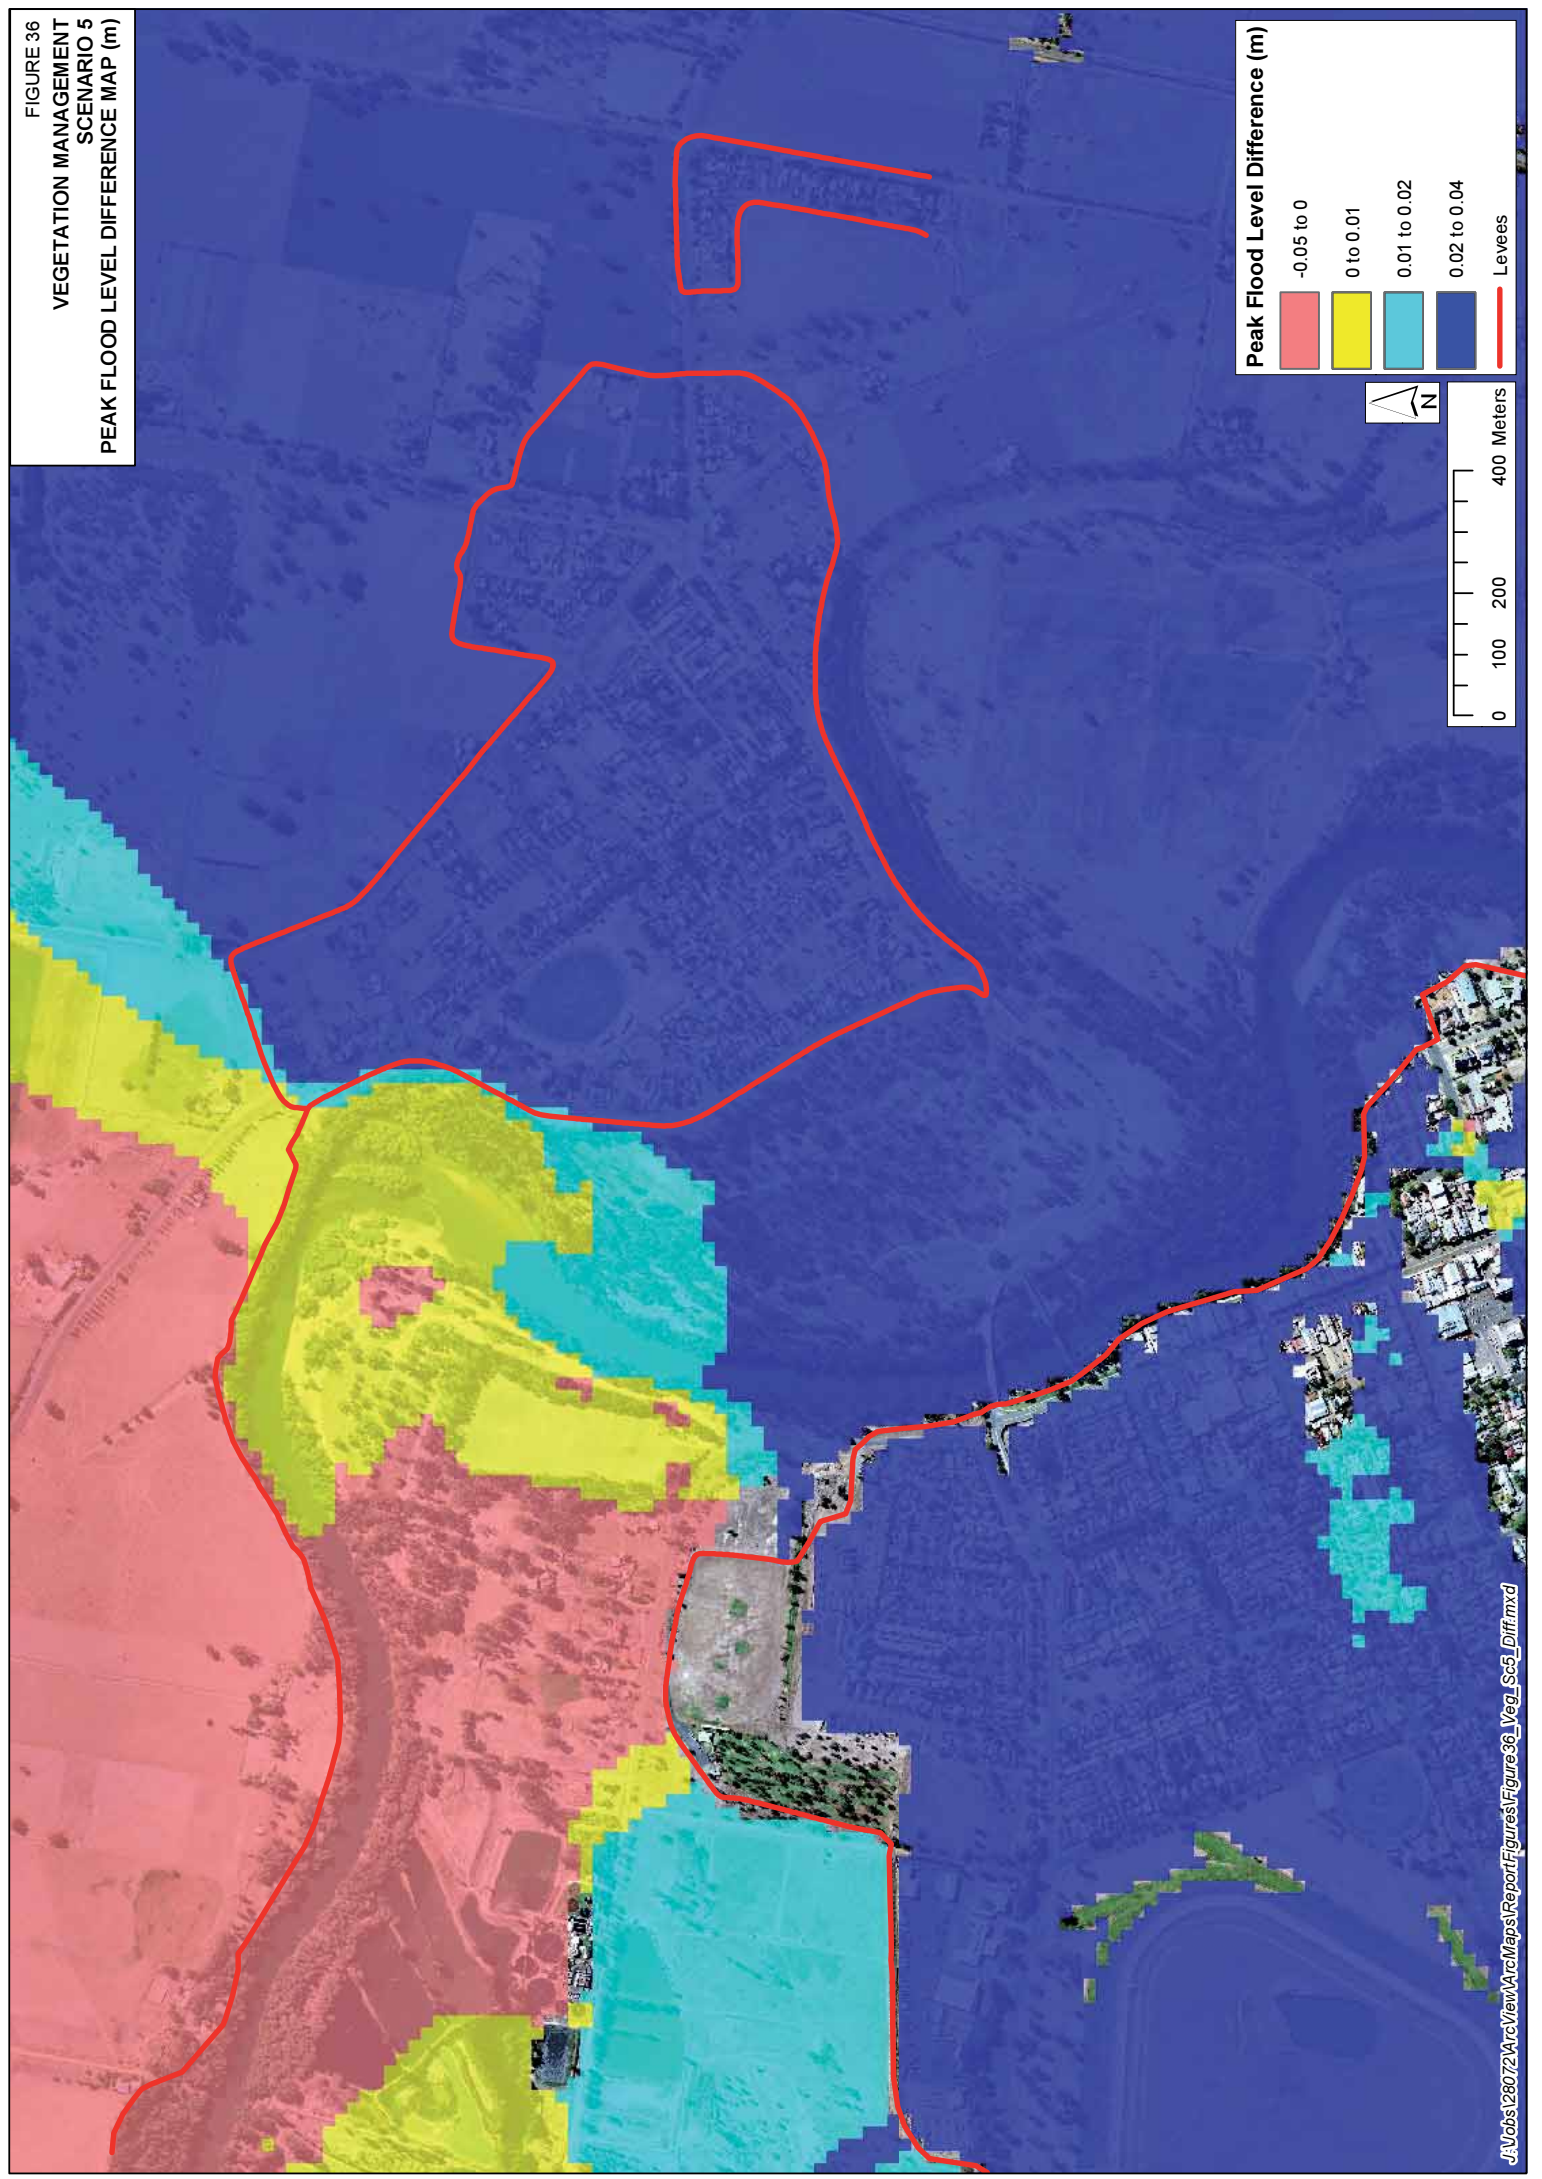 FIGURE 36
VEGETATION MANAGEMENT
SCENARIO 5
PEAK FLOOD LEVEL DIFFERENCE MAP (m)
Peak Flood Level Difference (m)
-0.05 to 0
0 to 0.01
0.01 to 0.02
0.02 to 0.04
Levees
N
0 100 200 400 Meters
J:\Jobs\28072\ArcView\ArcMaps\ReportFigures\Figure36_Veg_Sc5_Diff.mxd